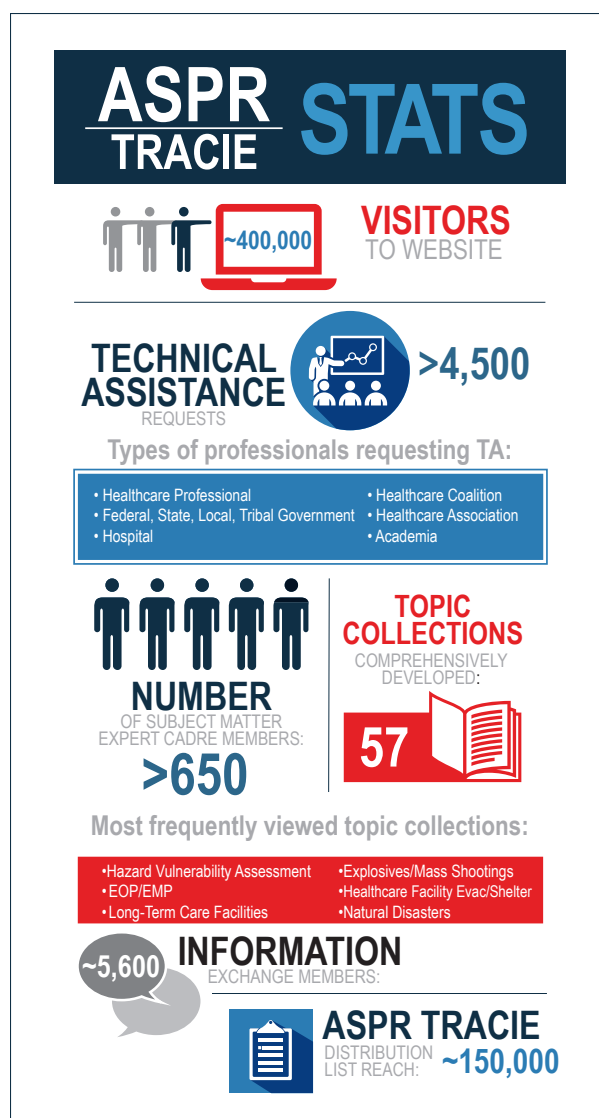 ASPR
TRACIE
STATS
~400,000
VISITORS
TO WEBSITE
TECHNICAL
ASSISTANCE
REQUESTS
>4,500
Types of professionals requesting TA:
• Healthcare Professional
• Federal, State, Local, Tribal Government
• Hospital
• Healthcare Coalition
• Healthcare Association
• Academia
NUMBER
OF SUBJECT MATTER
EXPERT CADRE MEMBERS:
>650
TOPIC
COLLECTIONS
COMPREHENSIVELY
DEVELOPED:
57
Most frequently viewed topic collections:
•Hazard Vulnerability Assessment
•EOP/EMP
•Long-Term Care Facilities
•Explosives/Mass Shootings
•Healthcare Facility Evac/Shelter
•Natural Disasters
~5,600
INFORMATION
EXCHANGE MEMBERS:
ASPR TRACIE
DISTRIBUTION
LIST REACH:
~150,000